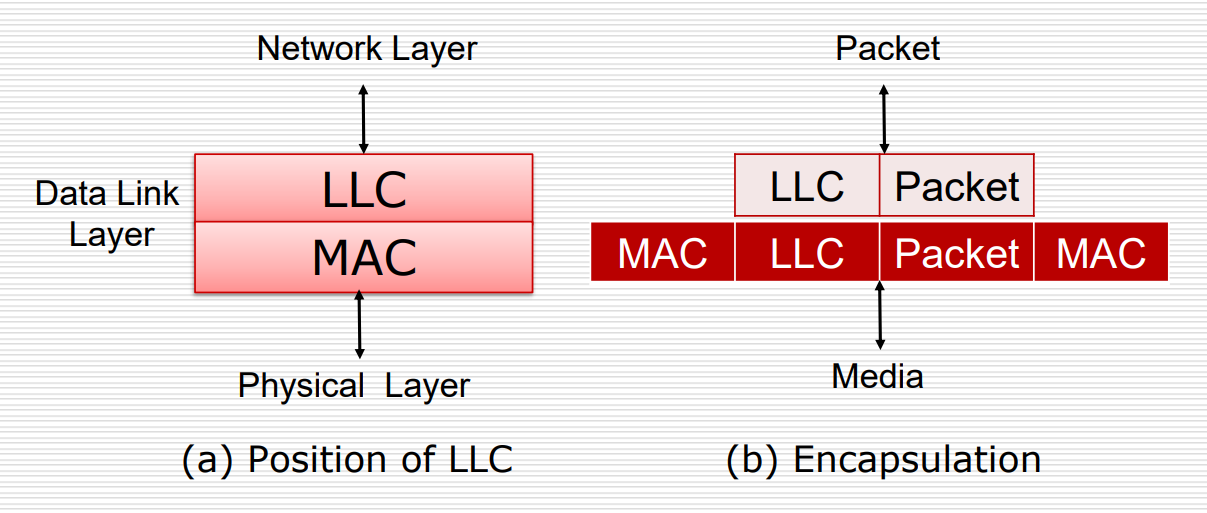 Network Layer
Data Link
Layer
LLC
MAC
Physical Layer
(a) Position of LLC
Packet
LLC Packet
MAC LLC Packet MAC
Media
(b) Encapsulation